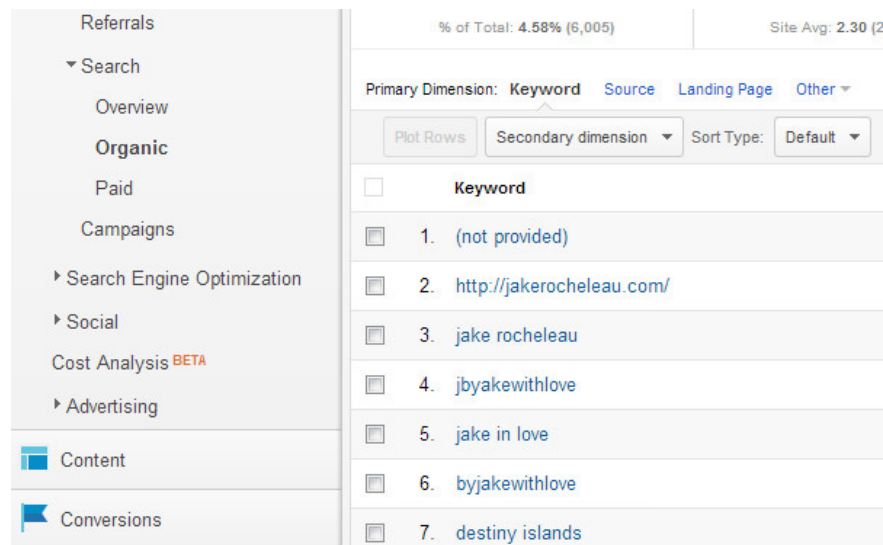 Referrals
Search
Overview
Organic
Paid
Campaigns
Search Engine Optimization
Social
Cost Analysis BETA
Advertising
Content
Conversions
% of Total: 4.58% (6,005)
Site Avg: 2.30 (2
Primary Dimension: Keyword Source Landing Page Other
Plot Rows Secondary dimension Sort Type: Default
Keyword
1. (not provided)
2. http://jakerocheleau.com/
3. jake rocheleau
4. jbyakewithlove
5. jake in love
6. byjakewithlove
7. destiny islands